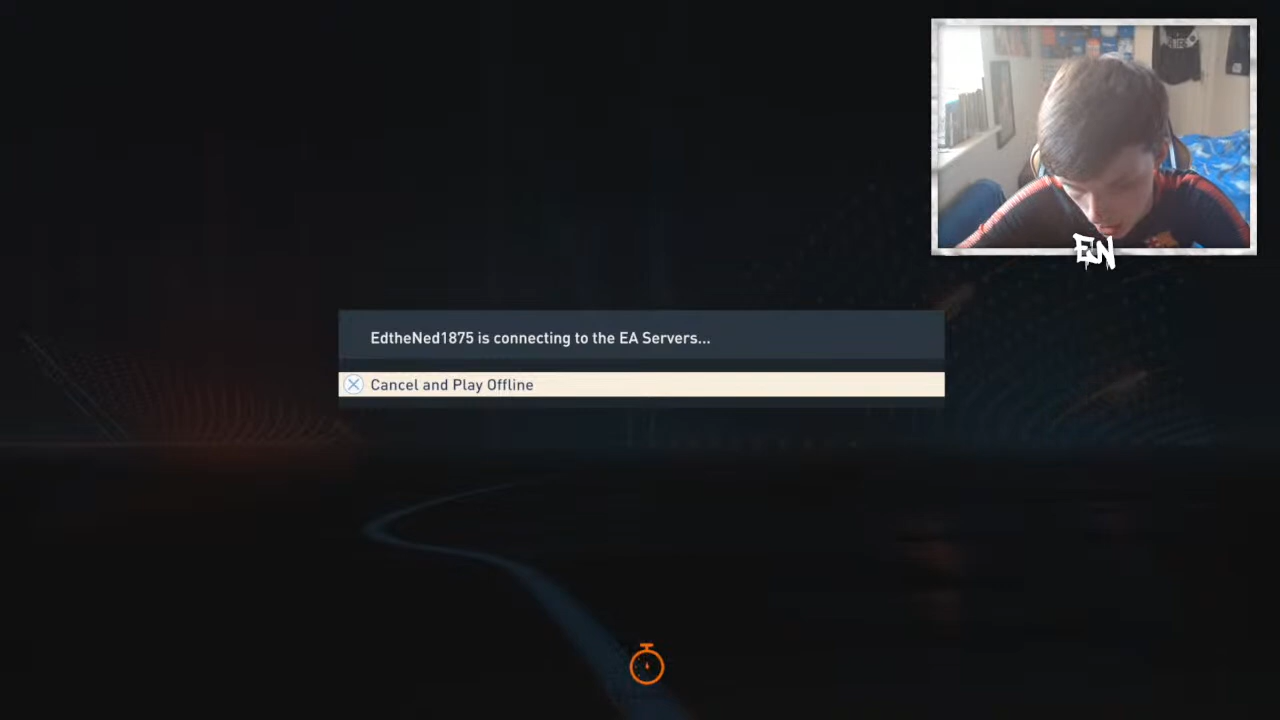 EN
EdtheNed1875 is connecting to the EA Servers...
Cancel and Play Offline